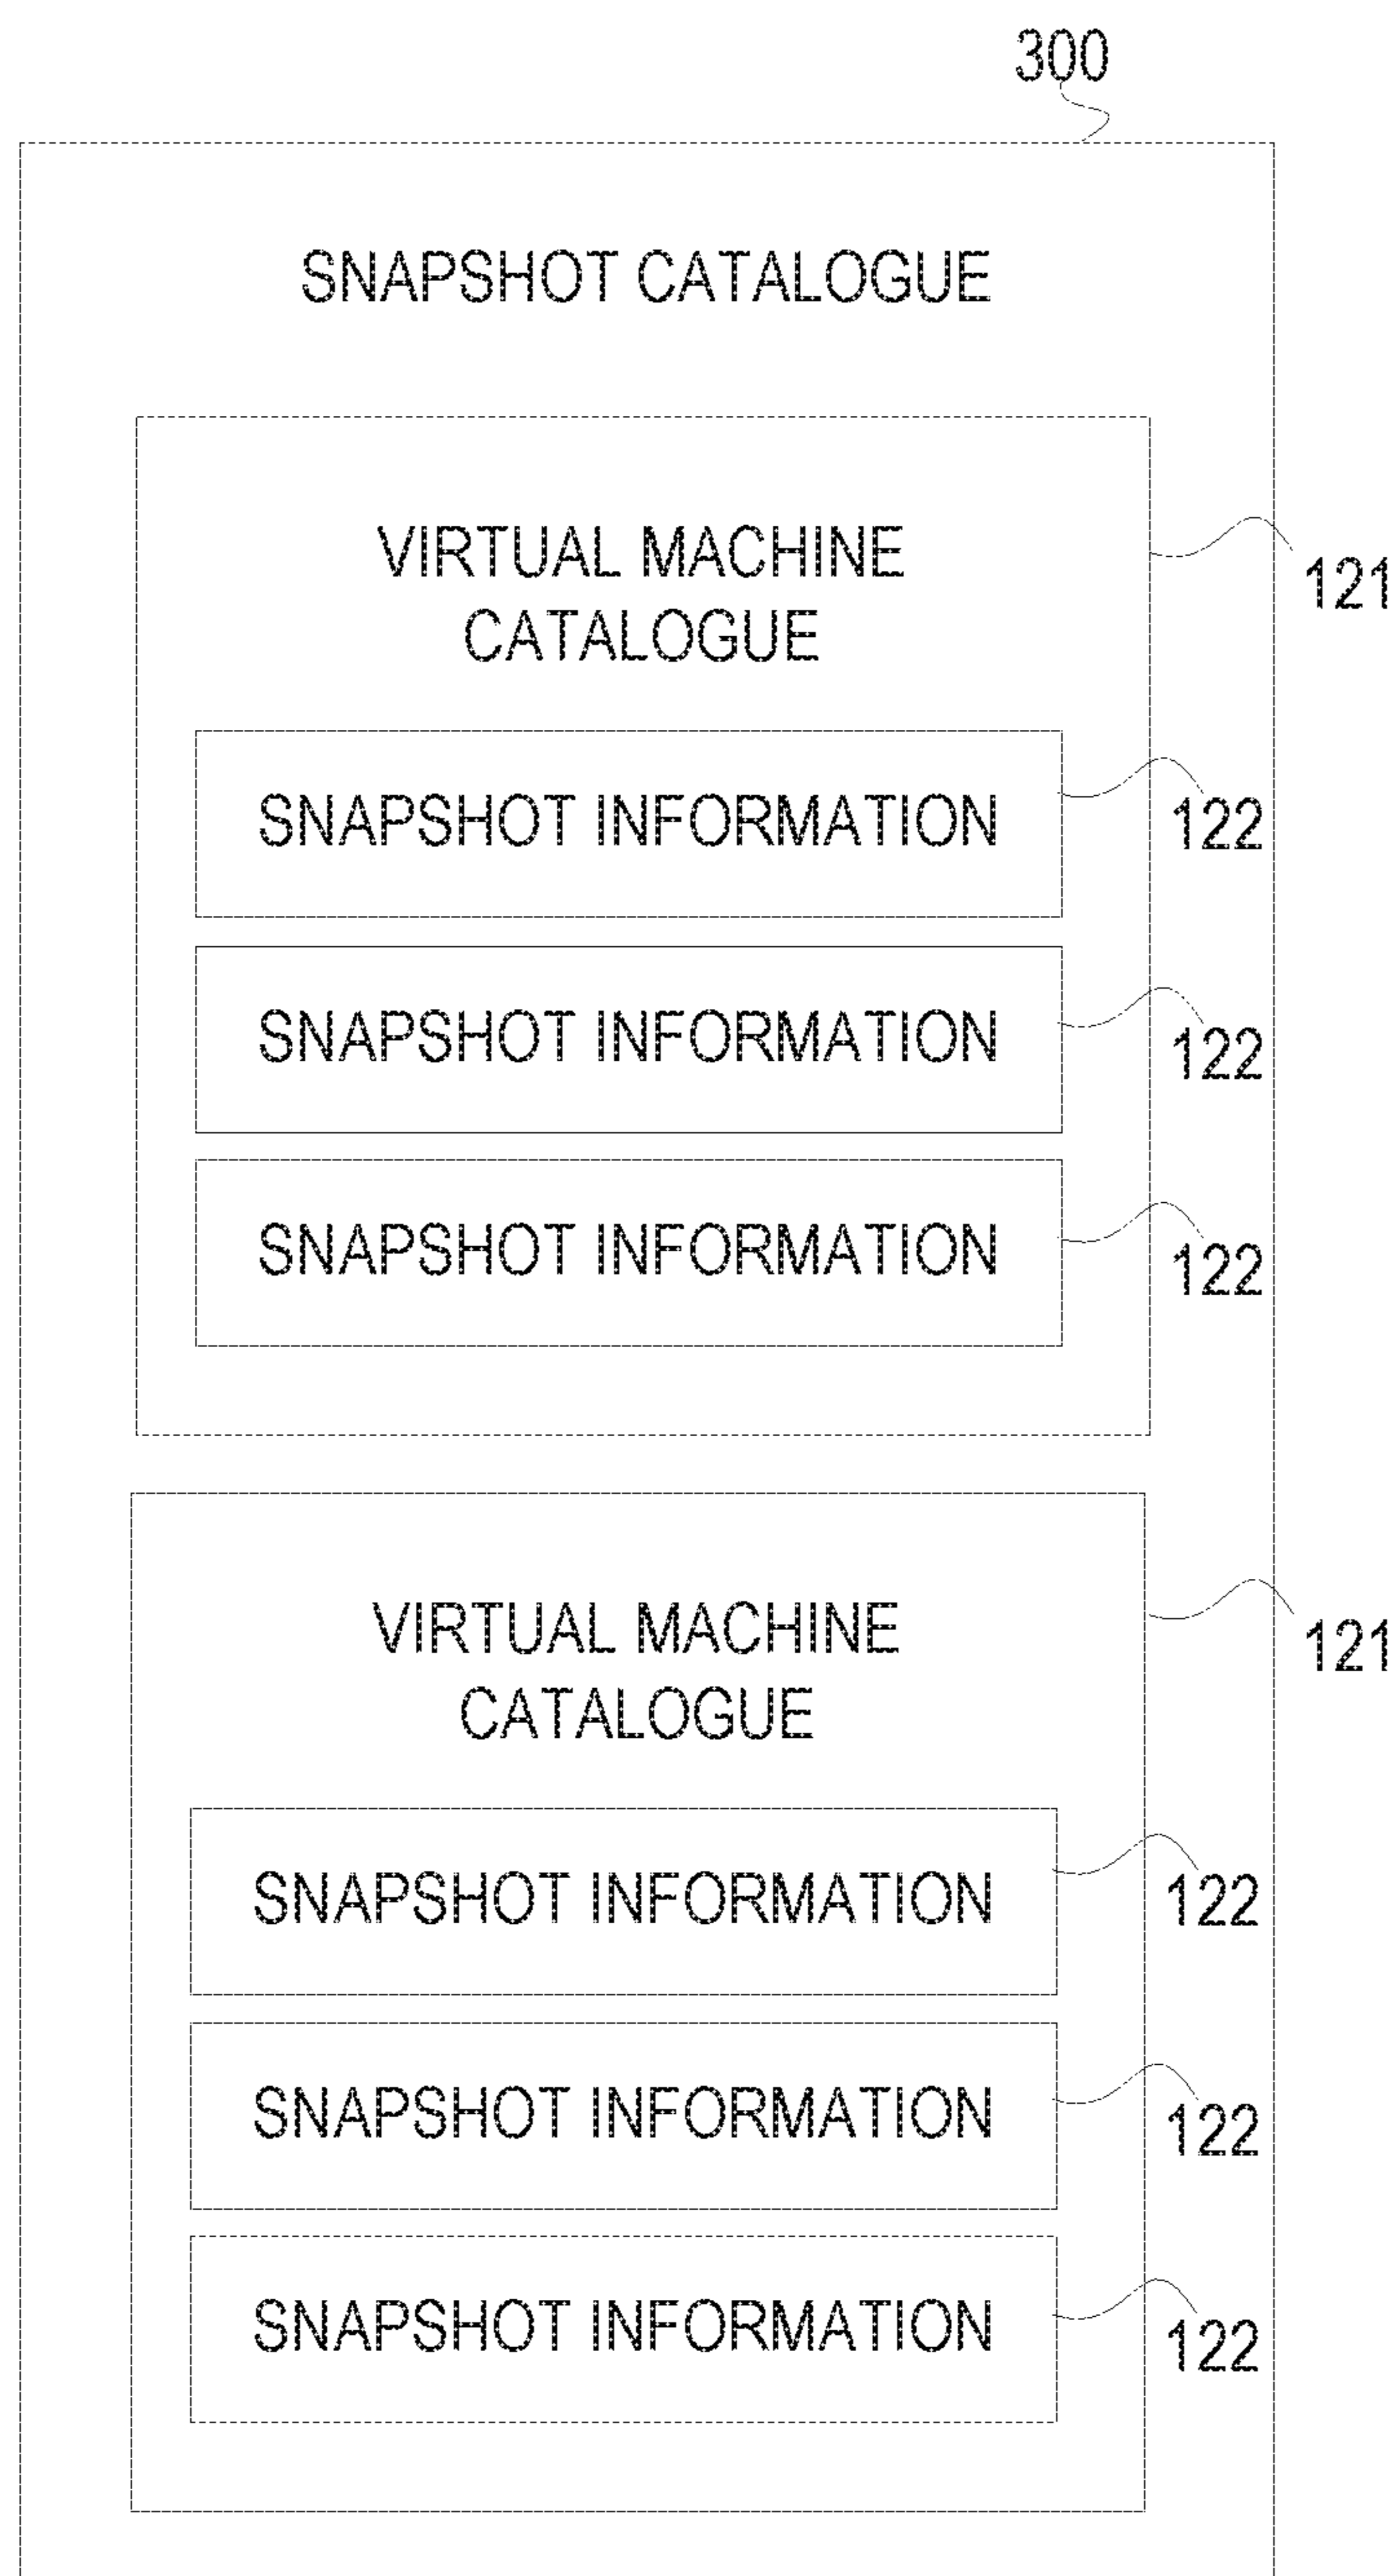 300
SNAPSHOT CATALOGUE
VIRTUAL MACHINE
CATALOGUE
121
SNAPSHOT INFORMATION
122
SNAPSHOT INFORMATION
122
SNAPSHOT INFORMATION
122
VIRTUAL MACHINE
CATALOGUE
121
SNAPSHOT INFORMATION
122
SNAPSHOT INFORMATION
122
SNAPSHOT INFORMATION
122